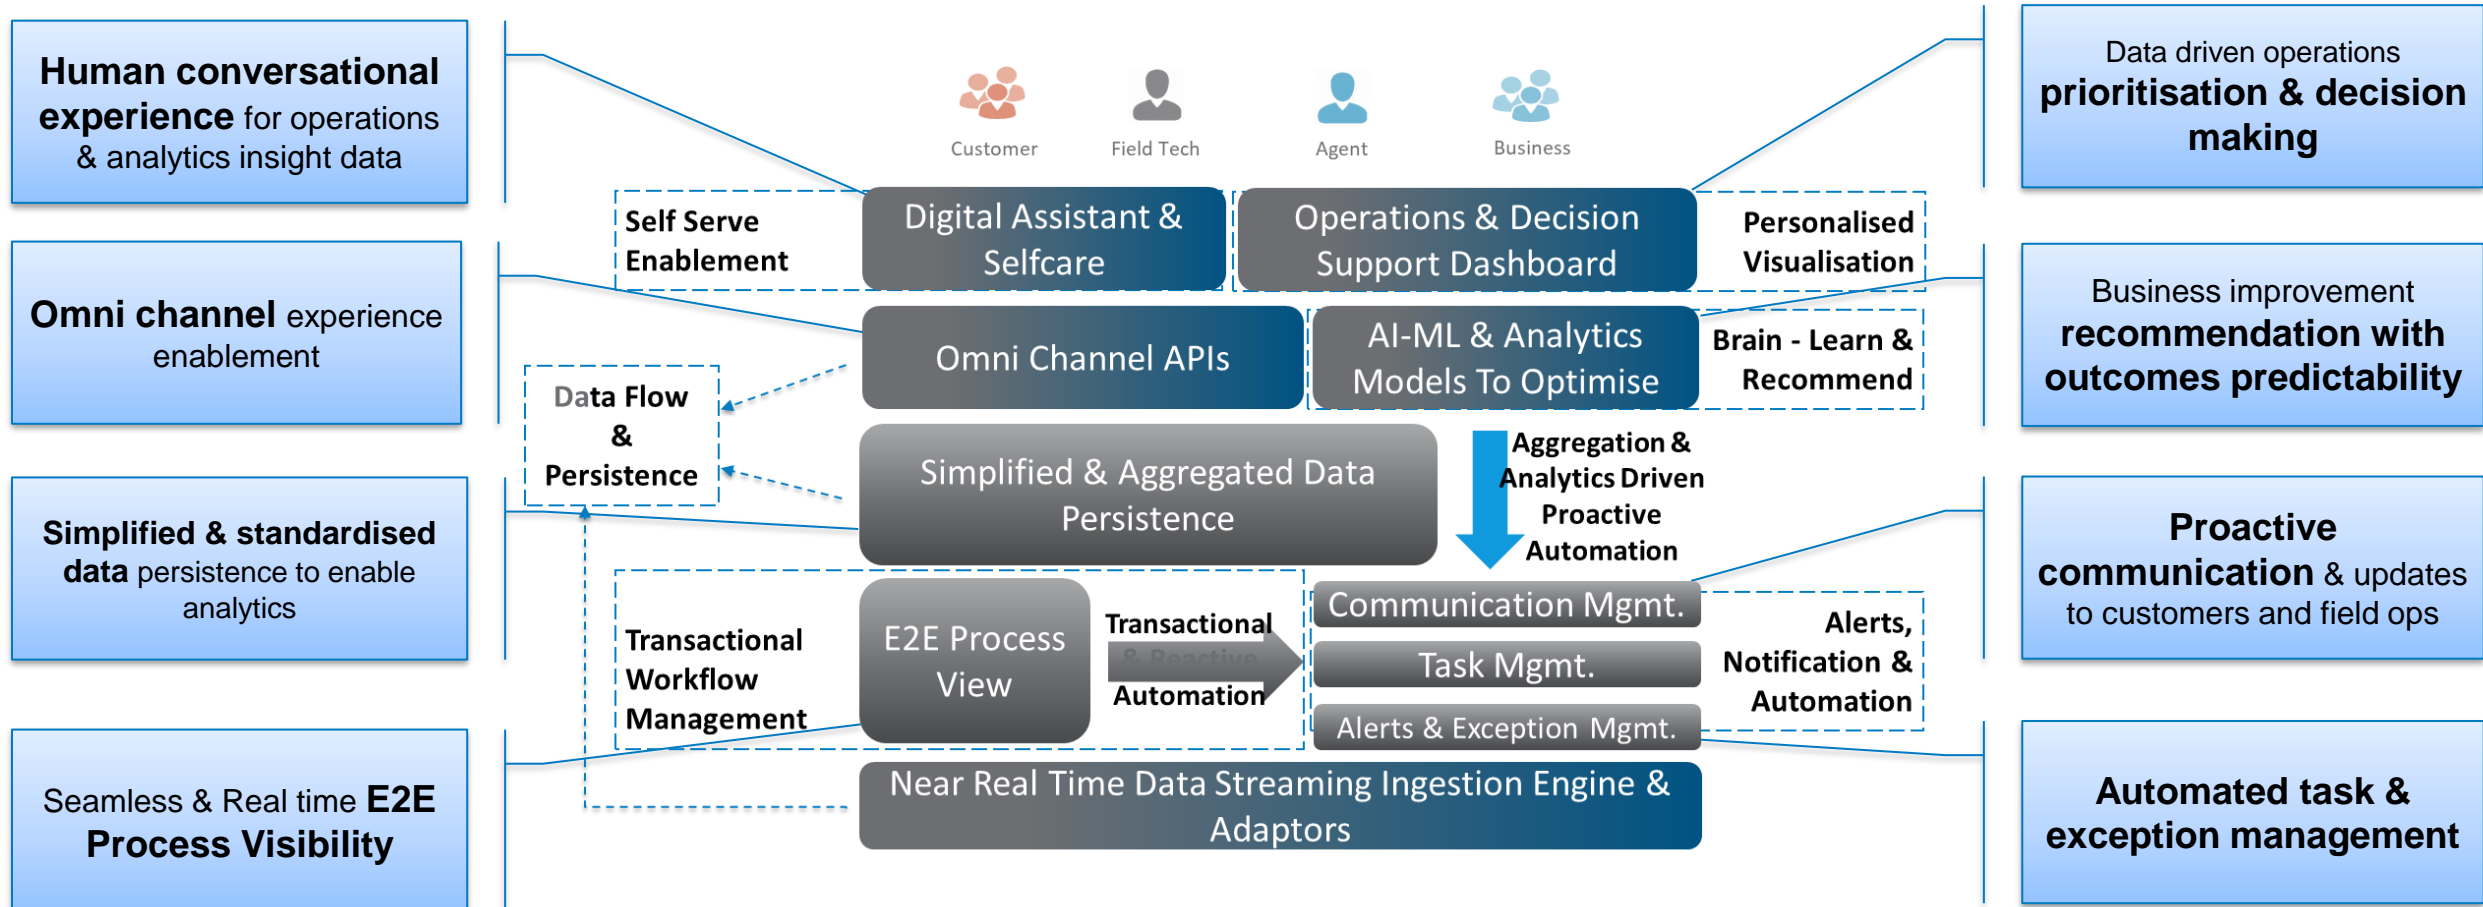 Human conversational
experience for operations
& analytics insight data
Omni channel experience
enablement
Simplified & standardised
data persistence to enable
analytics
Seamless & Real time E2E
Process Visibility
Customer
Field Tech
Agent
Business
Self Serve
Enablement
Digital Assistant &
Selfcare
Operations & Decision
Support Dashboard
Personalised
Visualisation
Omni Channel APIs
AI-ML & Analytics
Models To Optimise
Brain - Learn &
Recommend
Data Flow
&
Persistence
Simplified & Aggregated Data
Persistence
Aggregation &
Analytics Driven
Proactive
Automation
Transactional
Workflow
Management
E2E Process
View
Transactional
& Reactive
Automation
Communication Mgmt.
Task Mgmt.
Alerts & Exception Mgmt.
Alerts,
Notification &
Automation
Near Real Time Data Streaming Ingestion Engine &
Adaptors
Data driven operations
prioritisation & decision
making
Business improvement
recommendation with
outcomes predictability
Proactive
communication & updates
to customers and field ops
Automated task &
exception management